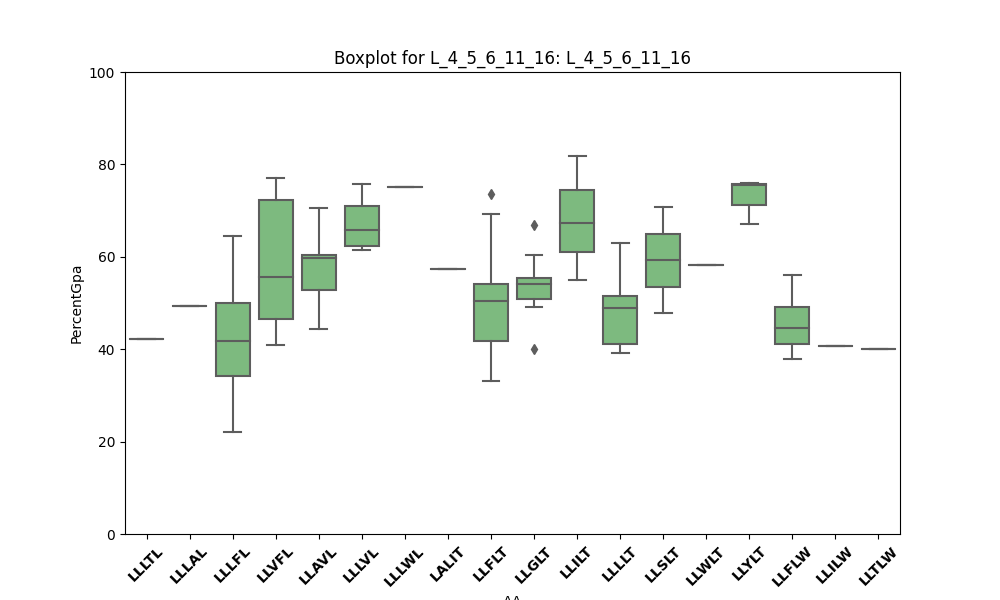 Boxplot for L_4_5_6_11_16: L_4_5_6_11_16
100
80
60
40
20
0
PercentGpa
LLLTL
LLLAL
LLLFL
LLVFL
LLAVL
LLLVL
LLLWL
LALIT
LLFLT
LLGLT
LLILT
LLLLT
LLSLT
LLWLT
LLYLT
LLFLW
LLILW
LLTLW
AA